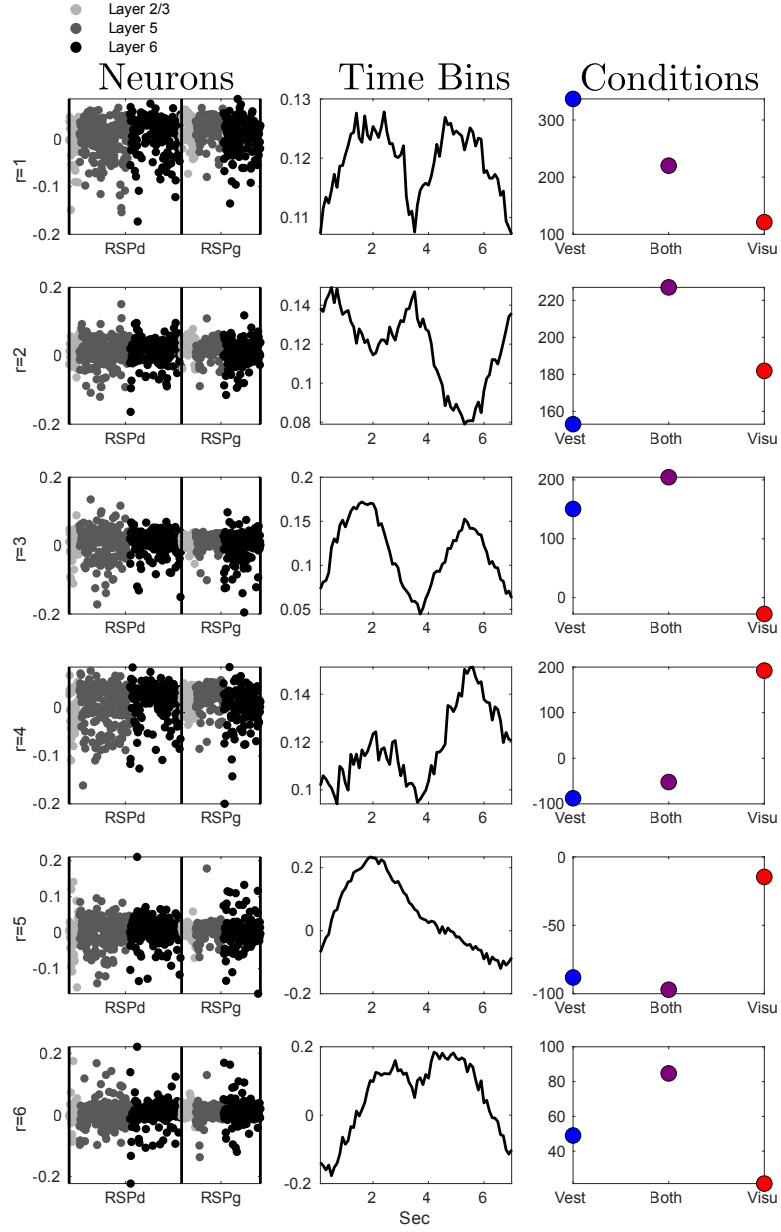 Layer 2/3
Layer 5
Layer 6
Neurons Time Bins Conditions
r=1
0
-0.1
-0.2
RSPd RSPg
0.13
0.12
0.11
2 4 6
300
200
100
Vest Both Visu
r=2
0.2
0
-0.2
RSPd RSPg
0.14
0.12
0.1
0.08
2 4 6
220
200
180
160
Vest Both Visu
r=3
0.2
0
-0.2
RSPd RSPg
0.2
0.15
0.1
0.05
2 4 6
200
100
0
Vest Both Visu
r=4
0
-0.1
-0.2
RSPd RSPg
0.14
0.12
0.1
2 4 6
200
100
0
-100
Vest Both Visu
r=5
0.2
0.1
0
-0.1
RSPd RSPg
0.2
0
-0.2
2 4 6
0
-50
-100
Vest Both Visu
r=6
0.2
0
-0.2
RSPd RSPg
0.2
0
-0.2
2 4 6
Sec
100
80
60
40
Vest Both Visu